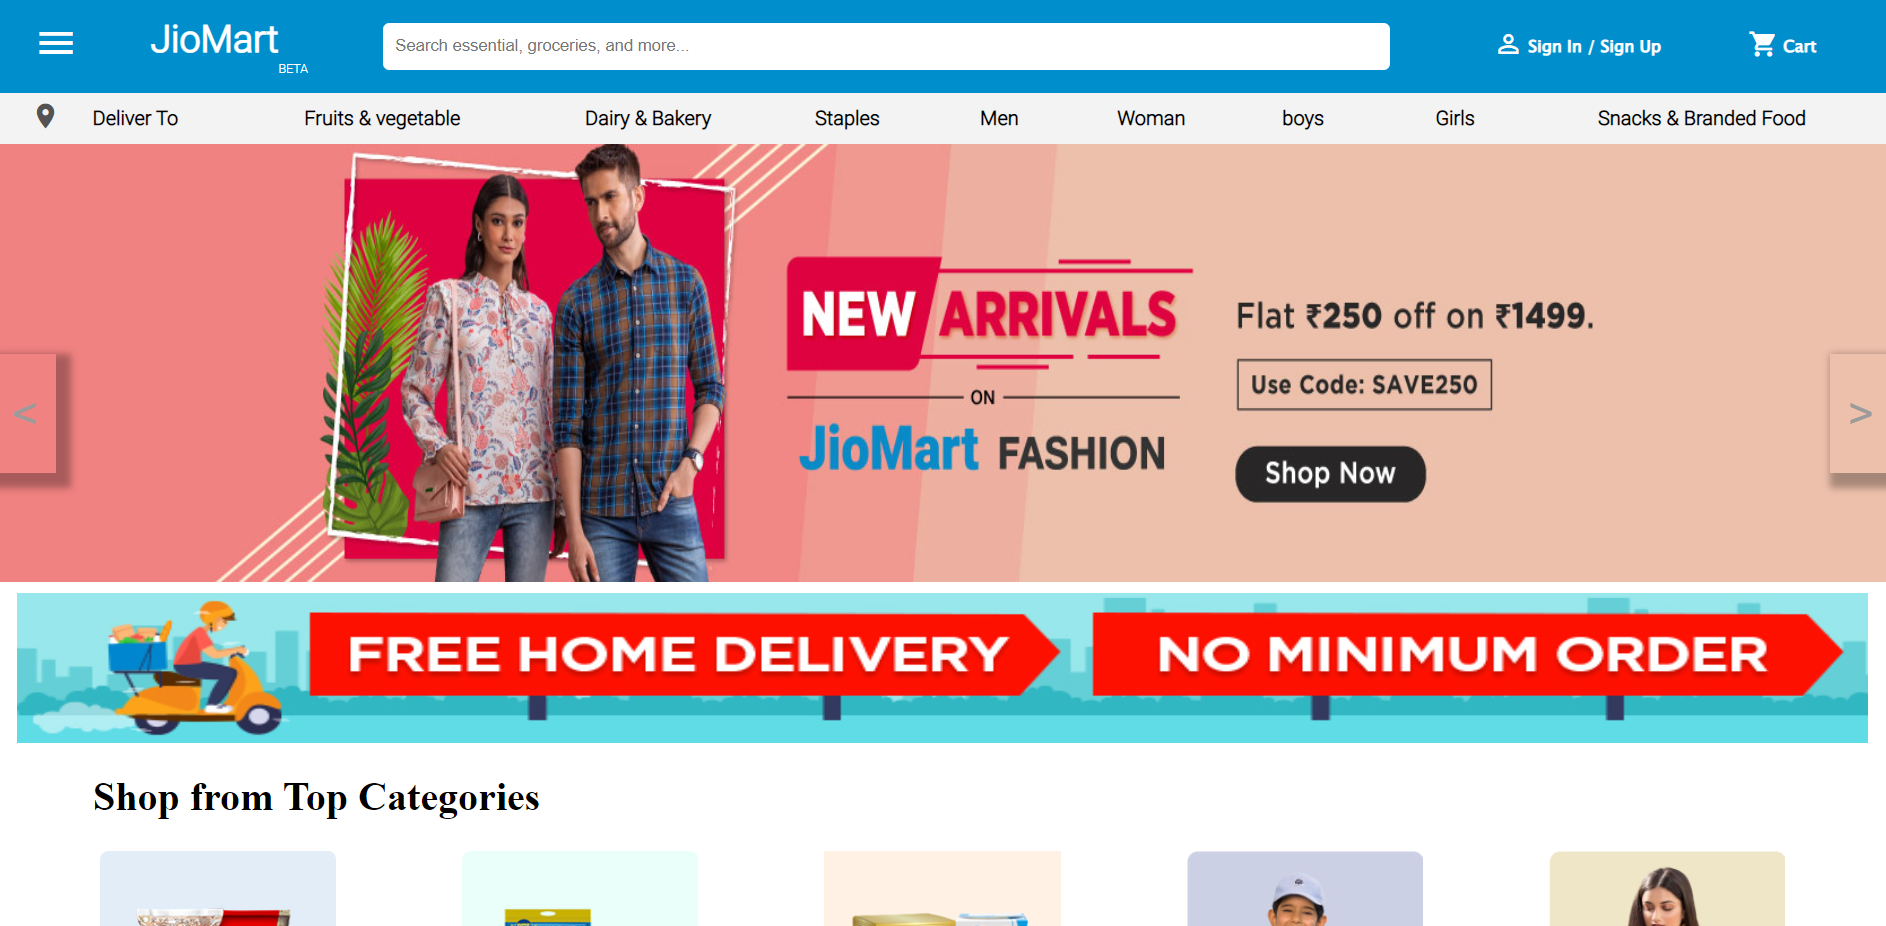 JioMart
BETA
Search essential, groceries, and more...
Sign In / Sign Up
Cart
Deliver To
Fruits & vegetable
Dairy & Bakery
Staples
Men
Woman
boys
Girls
Snacks & Branded Food
NEW ARRIVALS
ON
JioMart FASHION
Flat ₹250 off on ₹1499.
Use Code: SAVE250
Shop Now
<
>
FREE HOME DELIVERY
NO MINIMUM ORDER
Shop from Top Categories